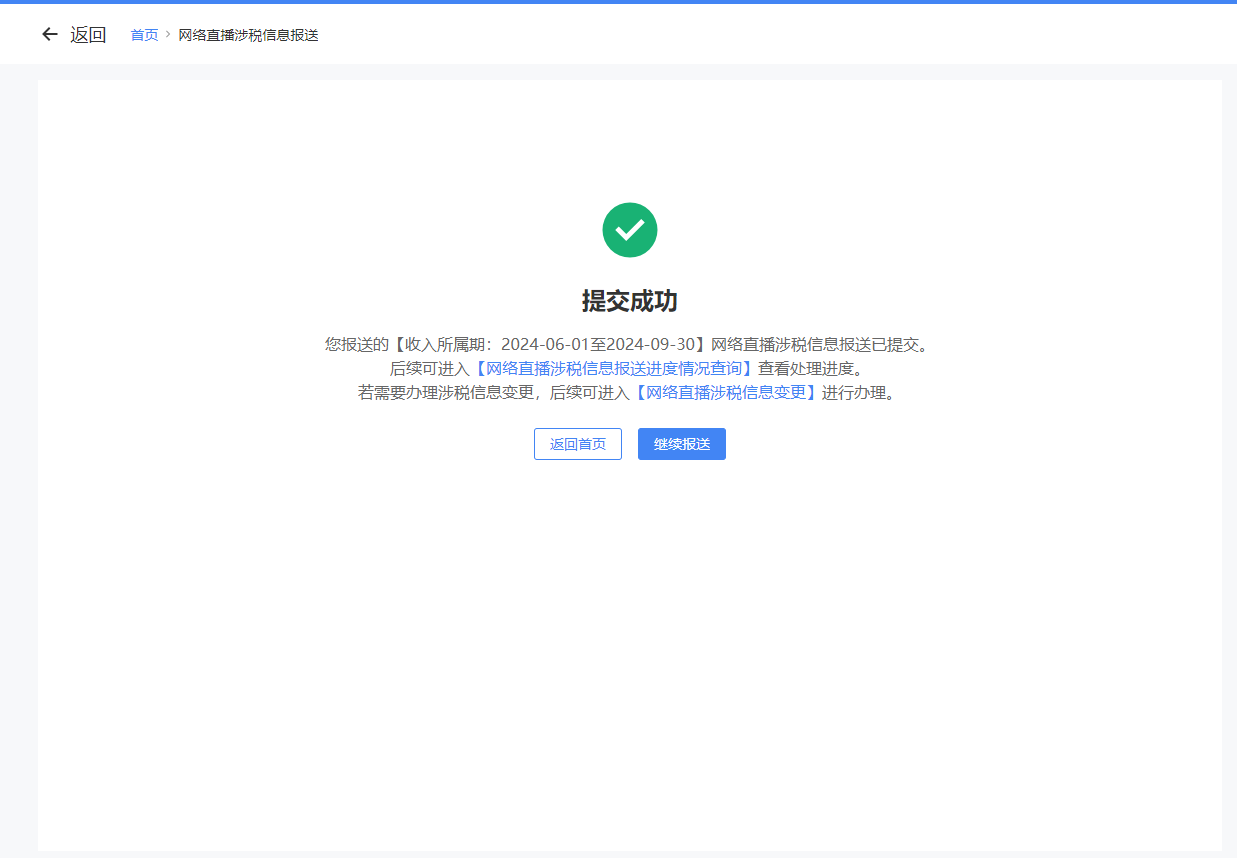 返回 首页 > 网络直播涉税信息报送
提交成功
您报送的【收入所属期：2024-06-01至2024-09-30】网络直播涉税信息报送已提交。
后续可进入【网络直播涉税信息报送进度情况查询】查看处理进度。
若需要办理涉税信息变更，后续可进入【网络直播涉税信息变更】进行办理。
返回首页 继续报送